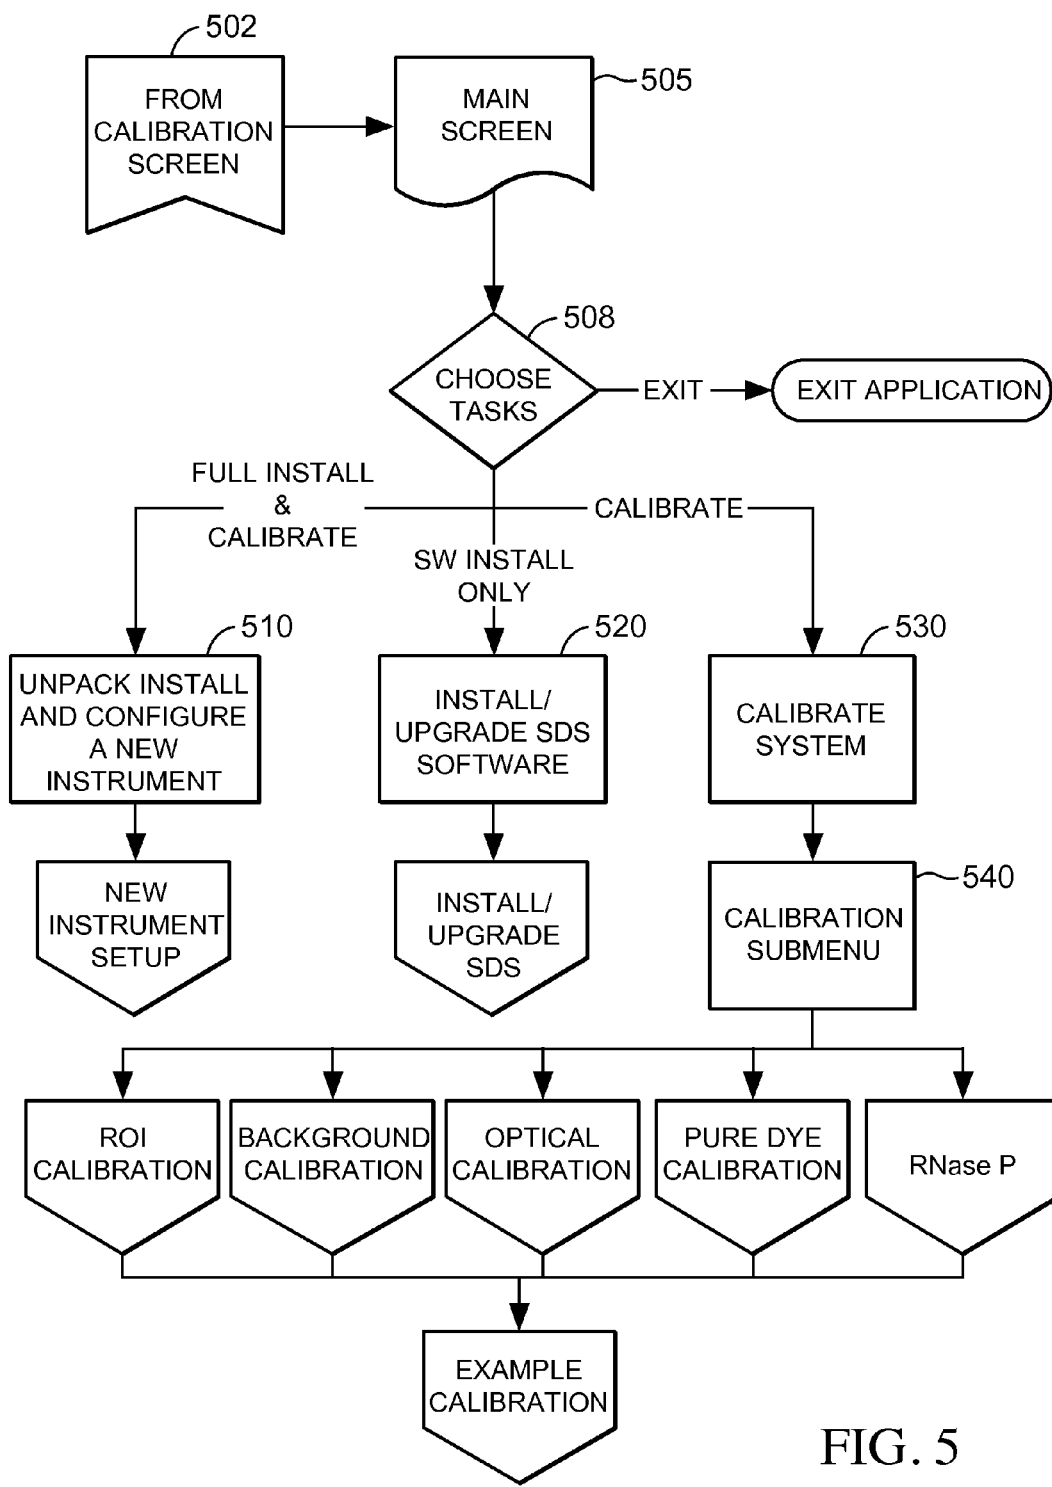 502
FROM
CALIBRATION
SCREEN
MAIN
SCREEN
505
508
CHOOSE
TASKS
EXIT
EXIT APPLICATION
FULL INSTALL
&
CALIBRATE
SW INSTALL
ONLY
CALIBRATE
510
UNPACK INSTALL
AND CONFIGURE
A NEW
INSTRUMENT
520
INSTALL/
UPGRADE SDS
SOFTWARE
530
CALIBRATE
SYSTEM
NEW
INSTRUMENT
SETUP
INSTALL/
UPGRADE
SDS
540
CALIBRATION
SUBMENU
ROI
CALIBRATION
BACKGROUND
CALIBRATION
OPTICAL
CALIBRATION
PURE DYE
CALIBRATION
RNase P
EXAMPLE
CALIBRATION
FIG. 5